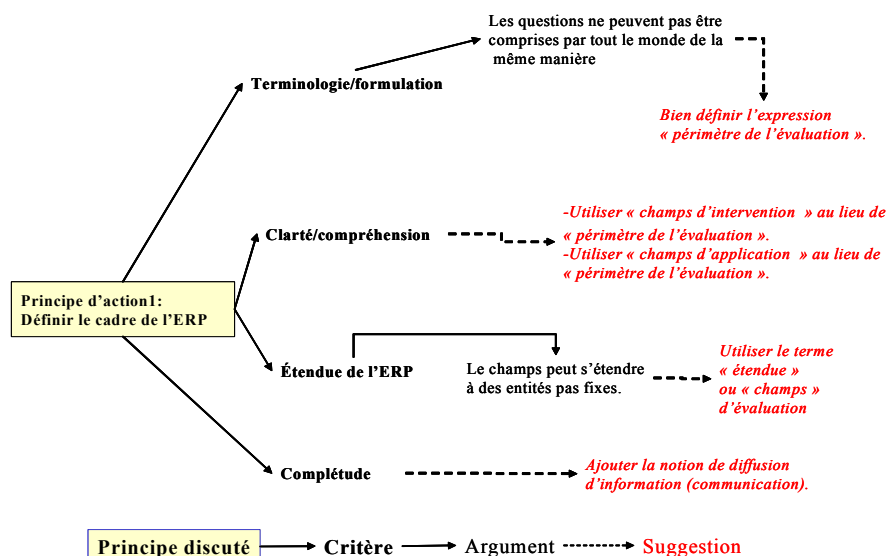 Les questions ne peuvent pas être
comprises par tout le monde de la
même manière
Terminologie/formulation
Bien définir l'expression
« périmètre de l'évaluation ».
Clarté/compréhension
-Utiliser « champs d'intervention » au lieu de
« périmètre de l'évaluation ».
-Utiliser « champs d'application » au lieu de
« périmètre de l'évaluation ».
Principe d'action1:
Définir le cadre de l'ERP
Étendue de l'ERP
Le champs peut s'étendre
à des entités pas fixes.
Utiliser le terme
« étendue »
ou « champs »
d'évaluation
Complétude
Ajouter la notion de diffusion
d'information (communication).
Principe discuté
Critère
Argument
Suggestion